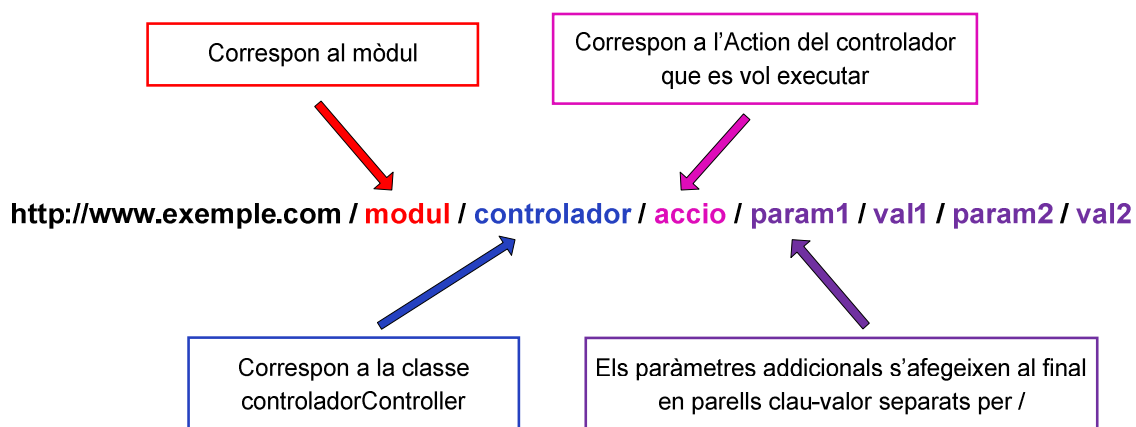 Correspon al mòdul
Correspon a l’Action del controlador
que es vol executar
http://www.exemple.com / modul / controlador / accio / param1 / val1 / param2 / val2
Correspon a la classe
controladorController
Els paràmetres addicionals s’afegeixen al final
en parells clau-valor separats per /